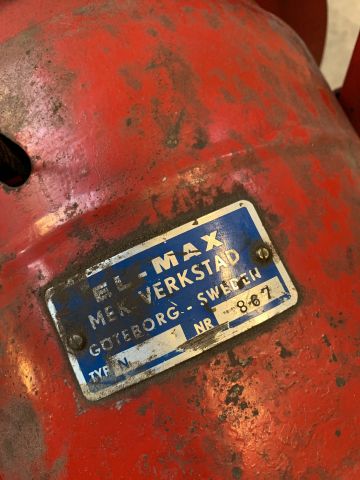 EL-MAX
MEK VERKSTAD
GÖTEBORG.- SWEDEN
TYP N NR 867